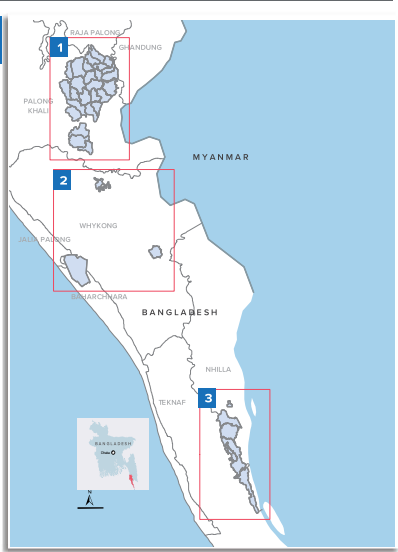 RAJA PALONG
1
GHANDUNG
PALONG
KHALI
MYANMAR
2
WHYKONG
JALIA PALONG
BAHARCHHARA
BANGLADESH
NHILLA
3
TEKNAF
BANGLADESH
Dhaka
N